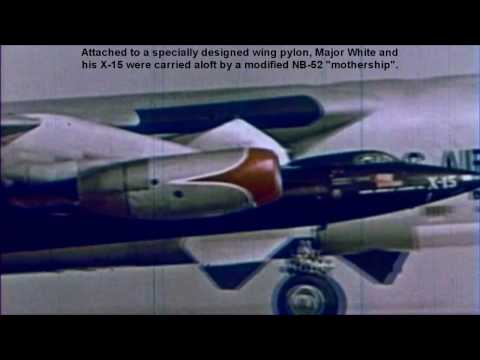 Attached to a specially designed wing pylon, Major White and
his X-15 were carried aloft by a modified NB-52 "mothership".
X-15